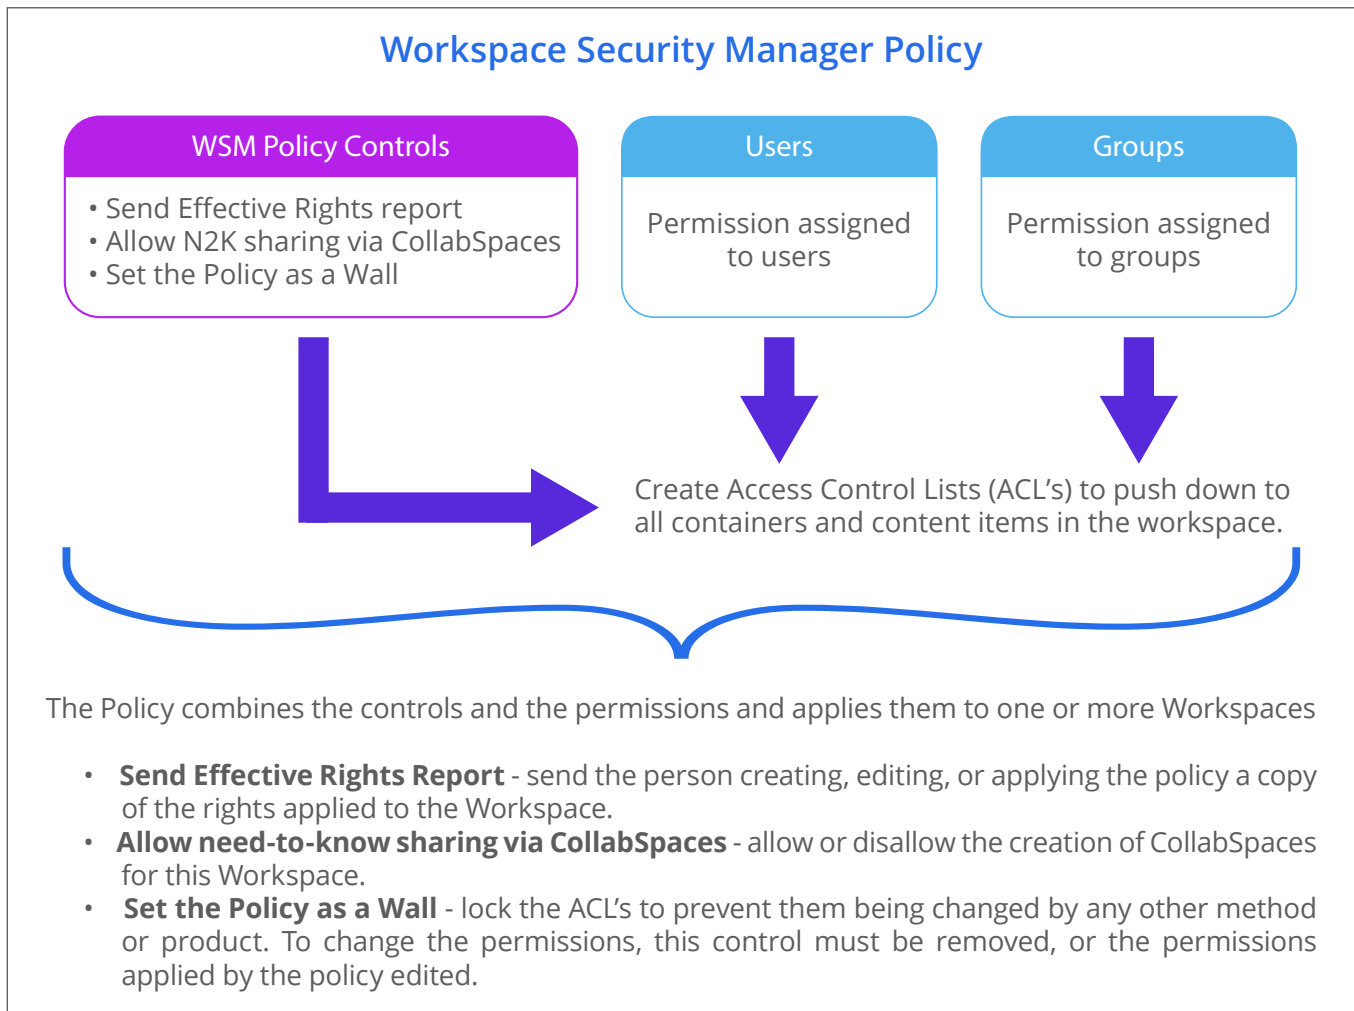 Workspace Security Manager Policy
WSM Policy Controls
• Send Effective Rights report
• Allow N2K sharing via CollabSpaces
• Set the Policy as a Wall
Users
Permission assigned
to users
Groups
Permission assigned
to groups
Create Access Control Lists (ACL's) to push down to
all containers and content items in the workspace.
The Policy combines the controls and the permissions and applies them to one or more Workspaces
• Send Effective Rights Report - send the person creating, editing, or applying the policy a copy
of the rights applied to the Workspace.
• Allow need-to-know sharing via CollabSpaces - allow or disallow the creation of CollabSpaces
for this Workspace.
• Set the Policy as a Wall - lock the ACL's to prevent them being changed by any other method
or product. To change the permissions, this control must be removed, or the permissions
applied by the policy edited.